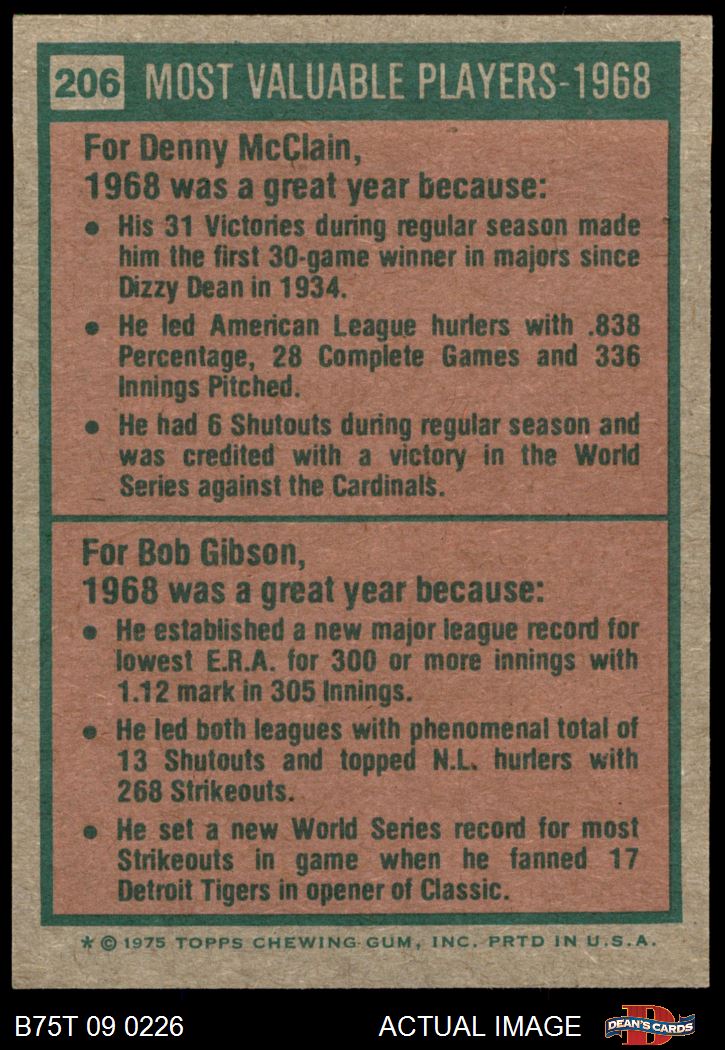 206 MOST VALUABLE PLAYERS-1968
For Denny McClain,
1968 was a great year because:
● His 31 Victories during regular season made
him the first 30-game winner in majors since
Dizzy Dean in 1934.
● He led American League hurlers with .838
Percentage, 28 Complete Games and 336
Innings Pitched.
● He had 6 Shutouts during regular season and
was credited with a victory in the World
Series against the Cardinals.
For Bob Gibson,
1968 was a great year because:
● He established a new major league record for
lowest E.R.A. for 300 or more innings with
1.12 mark in 305 Innings.
● He led both leagues with phenomenal total of
13 Shutouts and topped N.L. hurlers with
268 Strikeouts.
● He set a new World Series record for most
Strikeouts in game when he fanned 17
Detroit Tigers in opener of Classic.
* © 1975 TOPPS CHEWING GUM, INC. PRTD IN U.S.A.
B75T 09 0226 ACTUAL IMAGE DEAN'S CARDS